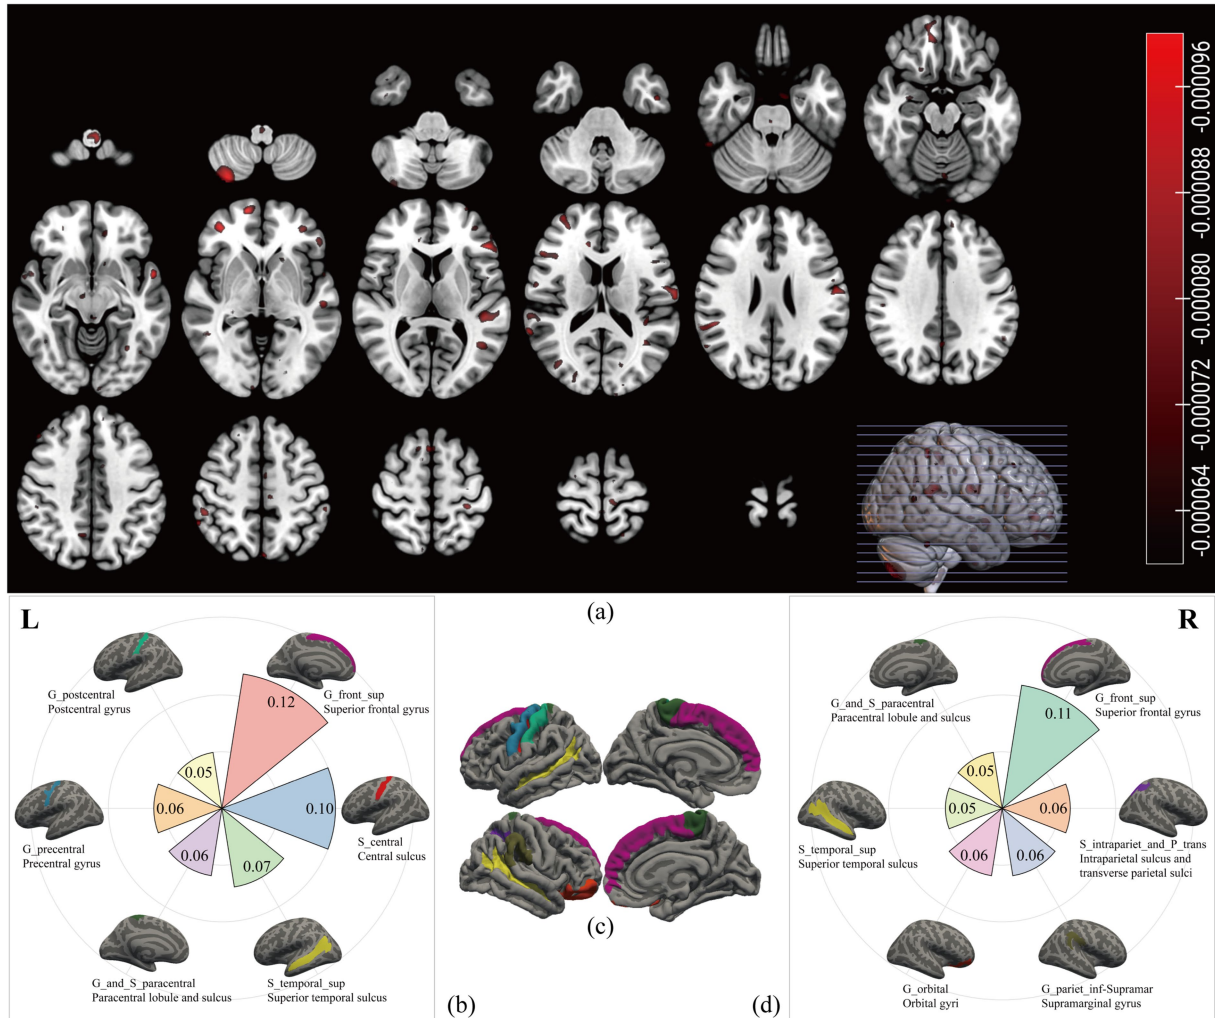 -0.000096
-0.000088
-0.000080
-0.000072
-0.000064
(a)
L
G_postcentral
Postcentral gyrus
G_front_sup
Superior frontal gyrus
0.12
0.05
0.10
0.06
G_precentral
Precentral gyrus
S_central
Central sulcus
0.06
0.07
G_and_S_paracentral
Paracentral lobule and sulcus
S_temporal_sup
Superior temporal sulcus
(b)
(c)
(d)
R
G_and_S_paracentral
Paracentral lobule and sulcus
G_front_sup
Superior frontal gyrus
0.11
0.05
0.05
0.06
S_temporal_sup
Superior temporal sulcus
S_intrapariet_and_P_trans
Intraparietal sulcus and
transverse parietal sulci
0.06
0.06
G_orbital
Orbital gyri
G_pariet_inf-Supramar
Supramarginal gyrus